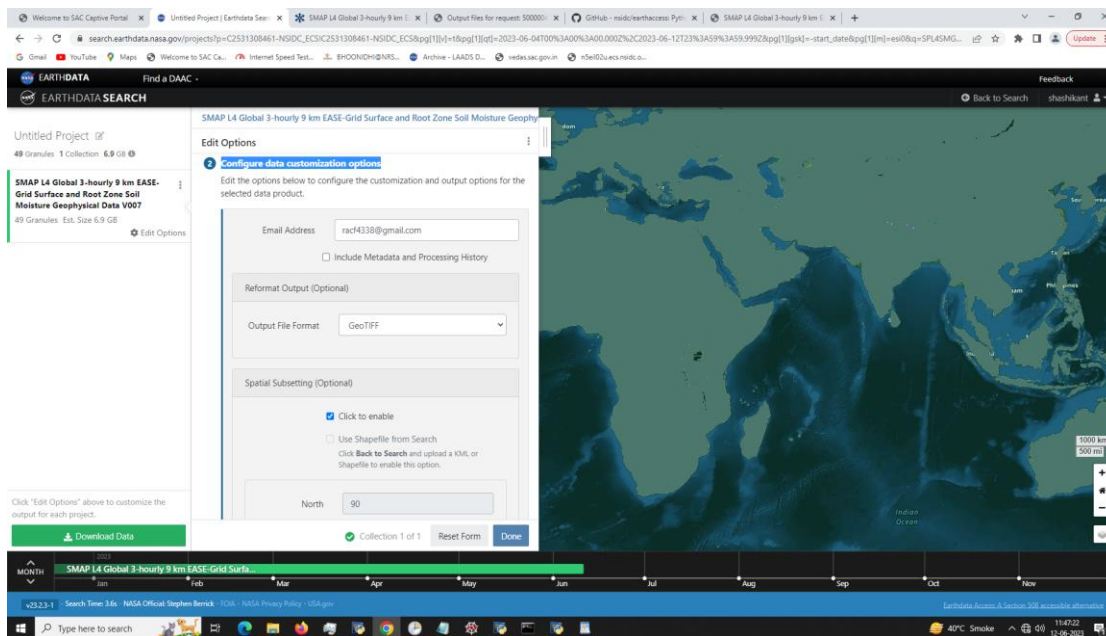 Welcome to SAC Captive Portal
Untitled Project | Earthdata Sear
SMAP L4 Global 3-hourly 9 km E
Output files for request: 5000004
GitHub - nsidc/earthaccess: Pyth
SMAP L4 Global 3-hourly 9 km E
search.earthdata.nasa.gov/projects?p=C2531308461-NSIDC_ECS!C2531308461-NSIDC_ECS&pg[1][v]=t&pg[1][qt]=2023-06-04T00%3A00%3A00.000Z%2C2023-06-12T23%3A59%3A59.999Z&pg[1][gsk]=-start_date&pg[1][m]=esi0&q=SPL4SMG...
Update
Gmail YouTube Maps Welcome to SAC Ca... Internet Speed Test... BHOONIDHI@NRS... Archive - LAADS D... vedas.sac.gov.in n5eil02u.ecs.nsidc.o...
EARTHDATA Find a DAAC
Feedback
EARTHDATA SEARCH
Back to Search shashikant
Untitled Project
49 Granules 1 Collection 6.9 GB
SMAP L4 Global 3-hourly 9 km EASE-
Grid Surface and Root Zone Soil
Moisture Geophysical Data V007
49 Granules Est. Size 6.9 GB
Edit Options
Click "Edit Options" above to customize the
output for each project.
Download Data
SMAP L4 Global 3-hourly 9 km EASE-Grid Surface and Root Zone Soil Moisture Geophy
Edit Options
2 Configure data customization options
Edit the options below to configure the customization and output options for the
selected data product.
Email Address racf4338@gmail.com
Include Metadata and Processing History
Reformat Output (Optional)
Output File Format GeoTIFF
Spatial Subsetting (Optional)
Click to enable
Use Shapefile from Search
Click Back to Search and upload a KML or
Shapefile to enable this option.
North 90
Collection 1 of 1 Reset Form Done
Indian
Ocean
1000 km
500 mi
MONTH
2023
SMAP L4 Global 3-hourly 9 km EASE-Grid Surfa...
Jan Feb Mar Apr May Jun Jul Aug Sep Oct Nov
v23.2.3-1 Search Time: 3.6s · NASA Official: Stephen Berrick · FOIA · NASA Privacy Policy · USA.gov
Earthdata Access: A Section 508 accessible alternative
Type here to search
40°C Smoke
11:47:22
12-06-2023